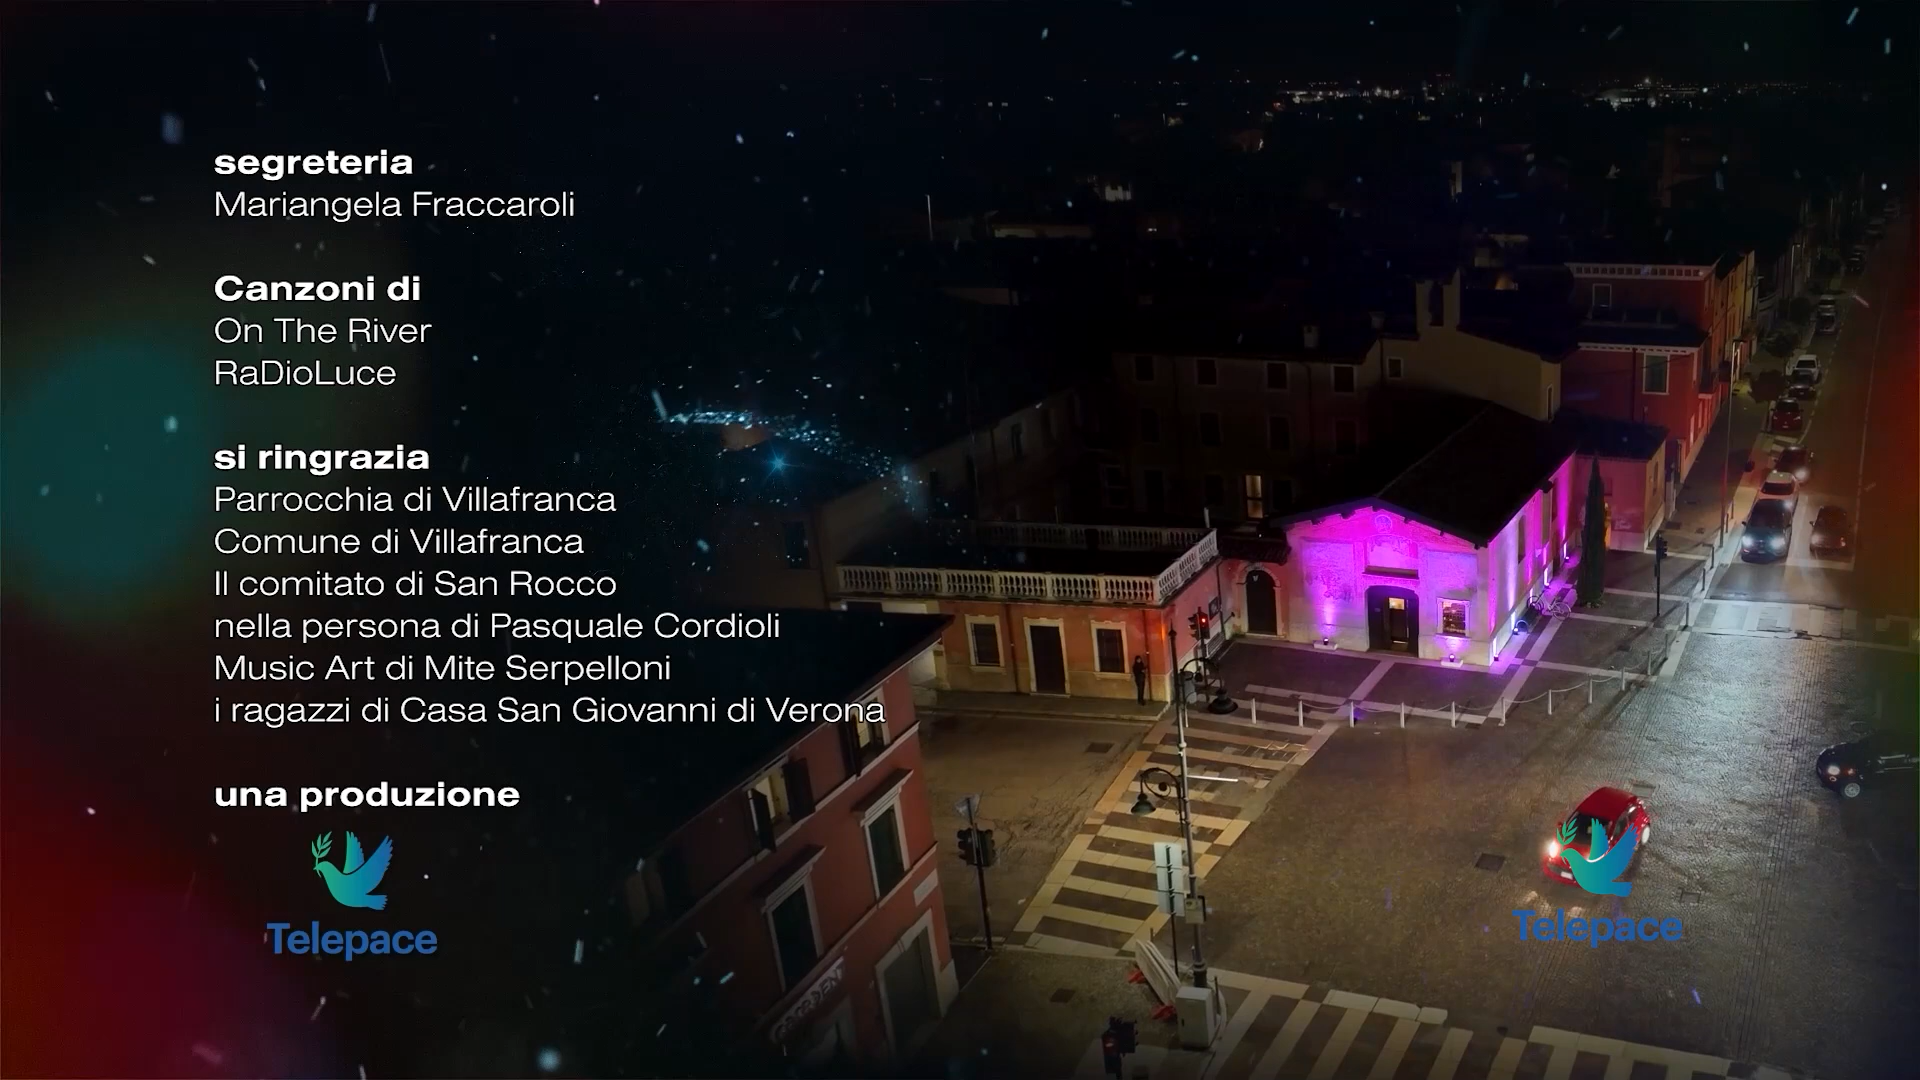 segreteria
Mariangela Fraccaroli
Canzoni di
On The River
RaDioLuce
si ringrazia
Parrocchia di Villafranca
Comune di Villafranca
Il comitato di San Rocco
nella persona di Pasquale Cordioli
Music Art di Mite Serpelloni
i ragazzi di Casa San Giovanni di Verona
una produzione
Telepace
Telepace